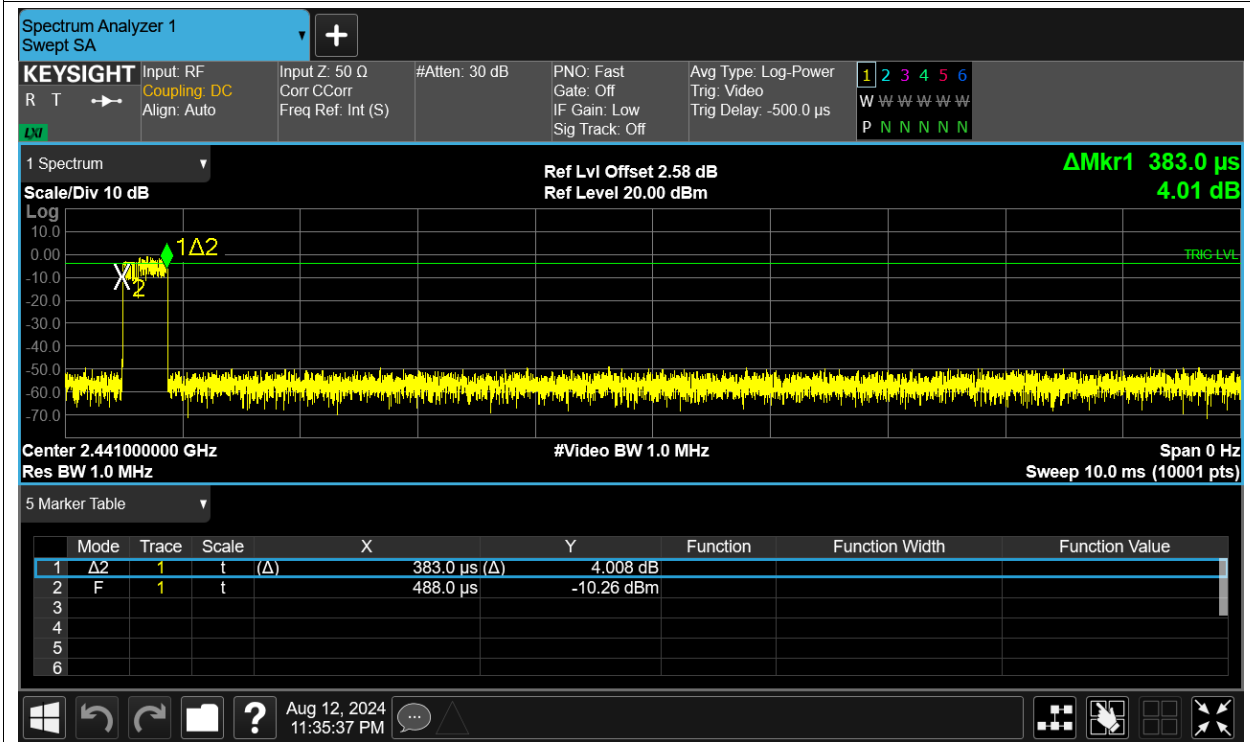 Spectrum Analyzer 1
Swept SA
+
KEYSIGHT Input: RF Input Z: 50 Ω #Atten: 30 dB PNO: Fast Avg Type: Log-Power 1 2 3 4 5 6
R T Coupling: DC Corr CCorr Gate: Off Trig: Video W W W W W W
Align: Auto Freq Ref: Int (S) IF Gain: Low Trig Delay: -500.0 µs
LXI Sig Track: Off P N N N N N
1 Spectrum Ref Lvl Offset 2.58 dB ΔMkr1 383.0 µs
Scale/Div 10 dB Ref Level 20.00 dBm 4.01 dB
Log
10.0
1Δ2
0.00 TRIG LVL
-10.0 X2
-20.0
-30.0
-40.0
-50.0
-60.0
-70.0
Center 2.441000000 GHz #Video BW 1.0 MHz Span 0 Hz
Res BW 1.0 MHz Sweep 10.0 ms (10001 pts)
5 Marker Table
Mode Trace Scale X Y Function Function Width Function Value
1 Δ2 1 t (Δ) 383.0 µs (Δ) 4.008 dB
2 F 1 t 488.0 µs -10.26 dBm
3
4
5
6
? Aug 12, 2024
11:35:37 PM